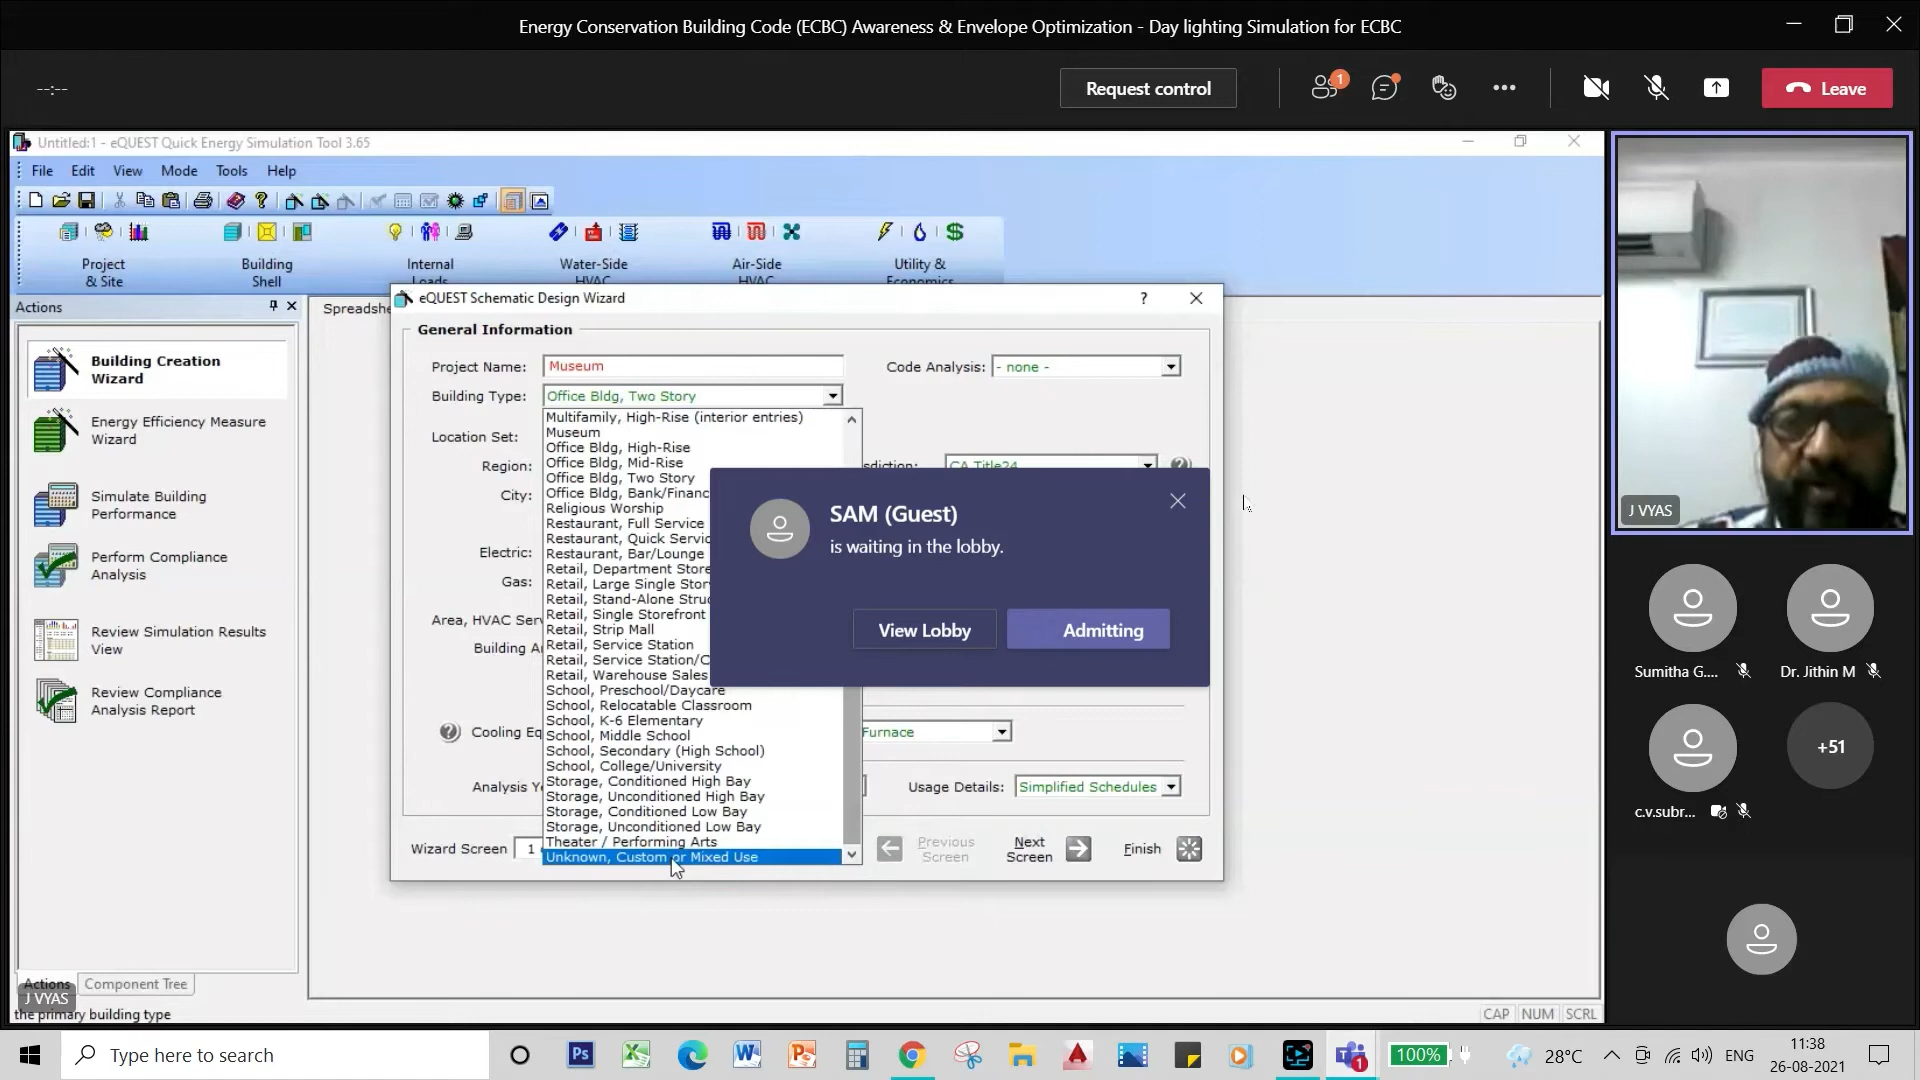 Energy Conservation Building Code (ECBC) Awareness & Envelope Optimization - Day lighting Simulation for ECBC
--:--
Request control
1
Leave
Untitled:1 - eQUEST Quick Energy Simulation Tool 3.65
File Edit View Mode Tools Help
Project & Site
Building Shell
Internal Loads
Water-Side HVAC
Air-Side HVAC
Utility & Economics
Actions
Building Creation
Wizard
Energy Efficiency Measure
Wizard
Simulate Building
Performance
Perform Compliance
Analysis
Review Simulation Results
View
Review Compliance
Analysis Report
Actions Component Tree
J VYAS
the primary building type
CAP NUM SCRL
eQUEST Schematic Design Wizard
General Information
Project Name: Museum
Code Analysis: - none -
Building Type: Office Bldg, Two Story
Location Set:
Region:
CA Title24
City:
Electric:
Gas:
Multifamily, High-Rise (interior entries)
Museum
Office Bldg, High-Rise
Office Bldg, Mid-Rise
Office Bldg, Two Story
Office Bldg, Bank/Financ
Religious Worship
Restaurant, Full Service
Restaurant, Quick Servic
Restaurant, Bar/Lounge
Retail, Department Store
Retail, Large Single Stor
Retail, Stand-Alone Struc
Retail, Single Storefront
Retail, Strip Mall
Retail, Service Station
Retail, Service Station/C
Retail, Warehouse Sales
School, Preschool/Daycare
School, Relocatable Classroom
School, K-6 Elementary
School, Middle School
School, Secondary (High School)
School, College/University
Storage, Conditioned High Bay
Storage, Unconditioned High Bay
Storage, Conditioned Low Bay
Storage, Unconditioned Low Bay
Theater / Performing Arts
Unknown, Custom or Mixed Use
Area, HVAC Serv
Building A
Cooling Eq
Furnace
Analysis Ye
Usage Details: Simplified Schedules
Wizard Screen 1
Previous
Screen
Next
Screen
Finish
SAM (Guest)
is waiting in the lobby.
View Lobby
Admitting
J VYAS
Sumitha G....
Dr. Jithin M
c.v.subr...
+51
Type here to search
100%
28°C
ENG
11:38
26-08-2021